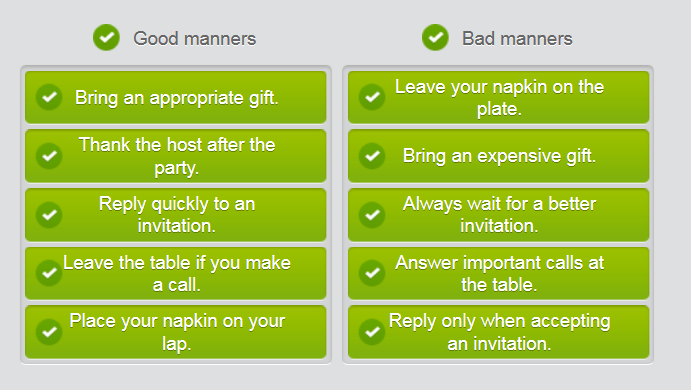 Good manners
Bring an appropriate gift.
Thank the host after the
party.
Reply quickly to an
invitation.
Leave the table if you make
a call.
Place your napkin on your
lap.
Bad manners
Leave your napkin on the
plate.
Bring an expensive gift.
Always wait for a better
invitation.
Answer important calls at
the table.
Reply only when accepting
an invitation.